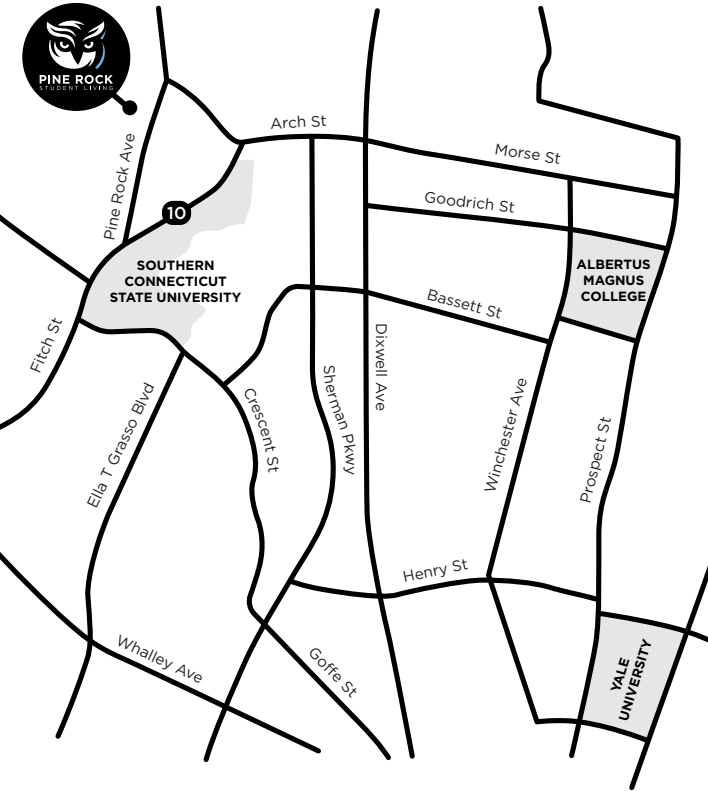 PINE ROCK
STUDENT LIVING
Arch St
Morse St
Pine Rock Ave
Goodrich St
10
SOUTHERN
CONNECTICUT
STATE UNIVERSITY
ALBERTUS
MAGNUS
COLLEGE
Bassett St
Fitch St
Dixwell Ave
Sherman Pkwy
Crescent St
Ella T Grasso Blvd
Winchester Ave
Prospect St
Henry St
Whalley Ave
Goffe St
YALE
UNIVERSITY